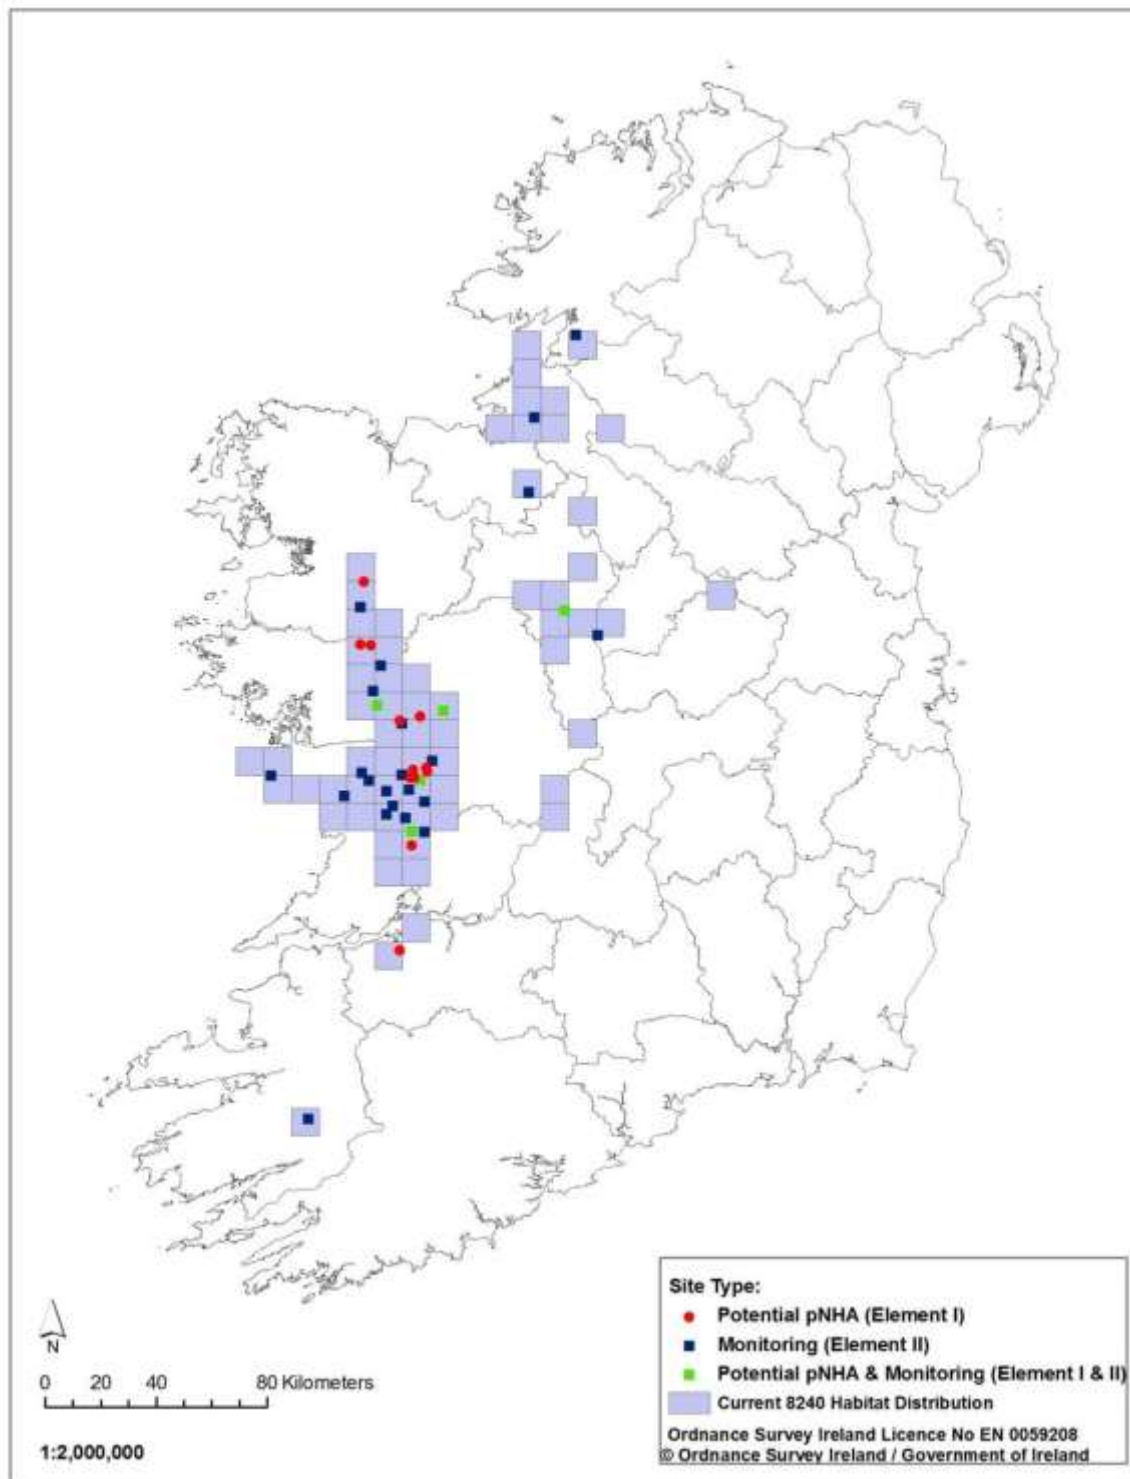 Site Type:
Potential pNHA (Element I)
Monitoring (Element II)
Potential pNHA & Monitoring (Element I & II)
Current 8240 Habitat Distribution
Ordnance Survey Ireland Licence No EN 0059208
© Ordnance Survey Ireland / Government of Ireland
N
0 20 40 80 Kilometers
1:2,000,000